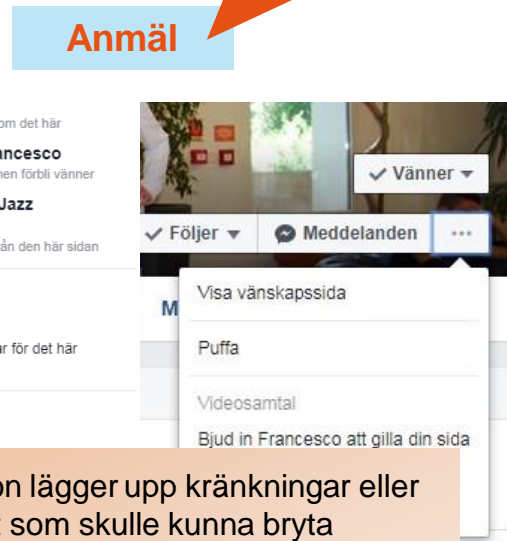 Anmäl
om det här
ancesco
nen förbli vänner
Jazz
rån den här sidan
ar för det här
Vänner
Följer
Meddelanden
M
Visa vänskapssida
Puffa
Videosamtal
Bjud in Francesco att gilla din sida
on lägger upp kränkningar eller
t som skulle kunna bryta